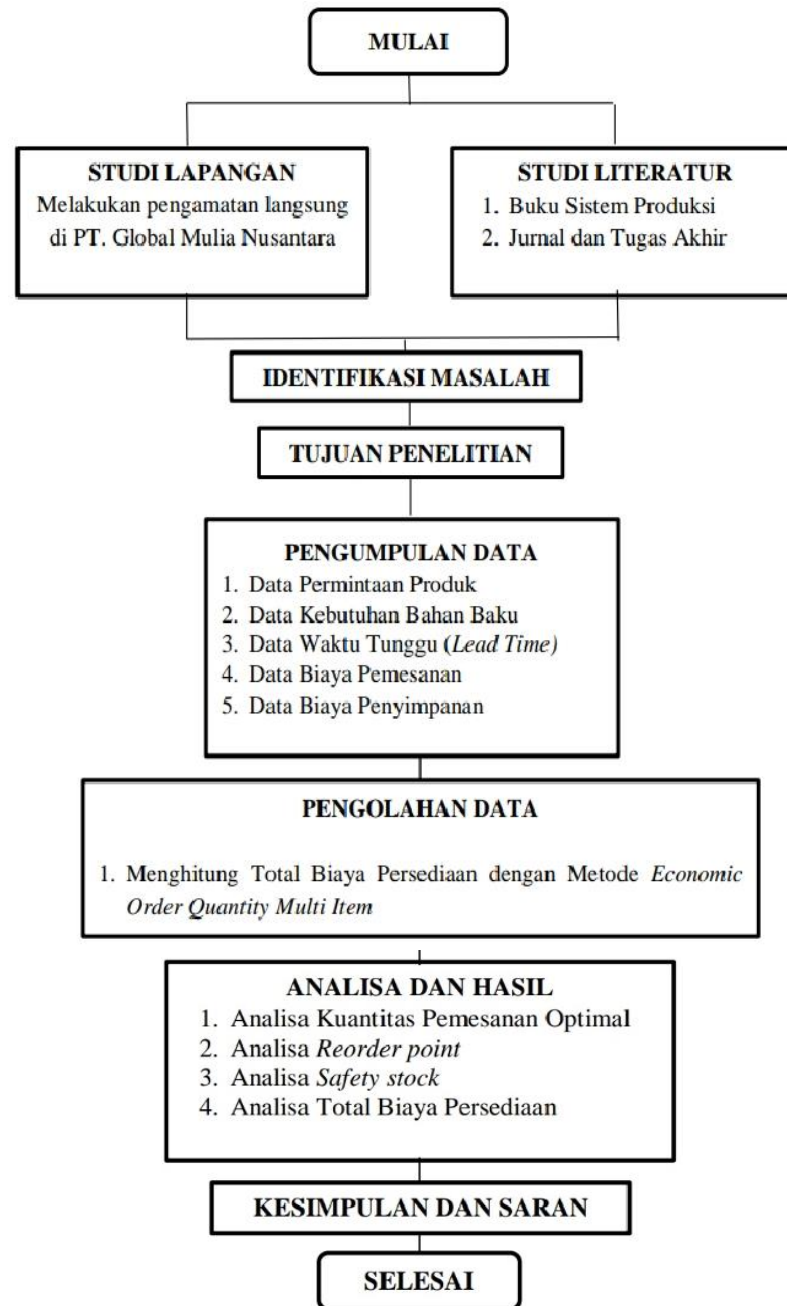 MULAI
STUDI LAPANGAN
Melakukan pengamatan langsung
di PT. Global Mulia Nusantara
STUDI LITERATUR
1. Buku Sistem Produksi
2. Jurnal dan Tugas Akhir
IDENTIFIKASI MASALAH
TUJUAN PENELITIAN
PENGUMPULAN DATA
1. Data Permintaan Produk
2. Data Kebutuhan Bahan Baku
3. Data Waktu Tunggu (Lead Time)
4. Data Biaya Pemesanan
5. Data Biaya Penyimpanan
PENGOLAHAN DATA
1. Menghitung Total Biaya Persediaan dengan Metode Economic
Order Quantity Multi Item
ANALISA DAN HASIL
1. Analisa Kuantitas Pemesanan Optimal
2. Analisa Reorder point
3. Analisa Safety stock
4. Analisa Total Biaya Persediaan
KESIMPULAN DAN SARAN
SELESAI